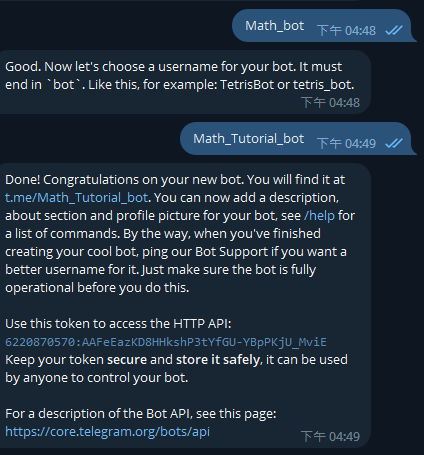 Math_bot
下午 04:48
Good. Now let's choose a username for your bot. It must
end in `bot`. Like this, for example: TetrisBot or tetris_bot.
下午 04:48
Math_Tutorial_bot
下午 04:49
Done! Congratulations on your new bot. You will find it at
t.me/Math_Tutorial_bot. You can now add a description,
about section and profile picture for your bot, see /help for
a list of commands. By the way, when you've finished
creating your cool bot, ping our Bot Support if you want a
better username for it. Just make sure the bot is fully
operational before you do this.
Use this token to access the HTTP API:
6220870570:AAFeEazKD8HHkshP3tYfGU-YBpPKjU_MviE
Keep your token secure and store it safely, it can be used
by anyone to control your bot.
For a description of the Bot API, see this page:
https://core.telegram.org/bots/api
下午 04:49